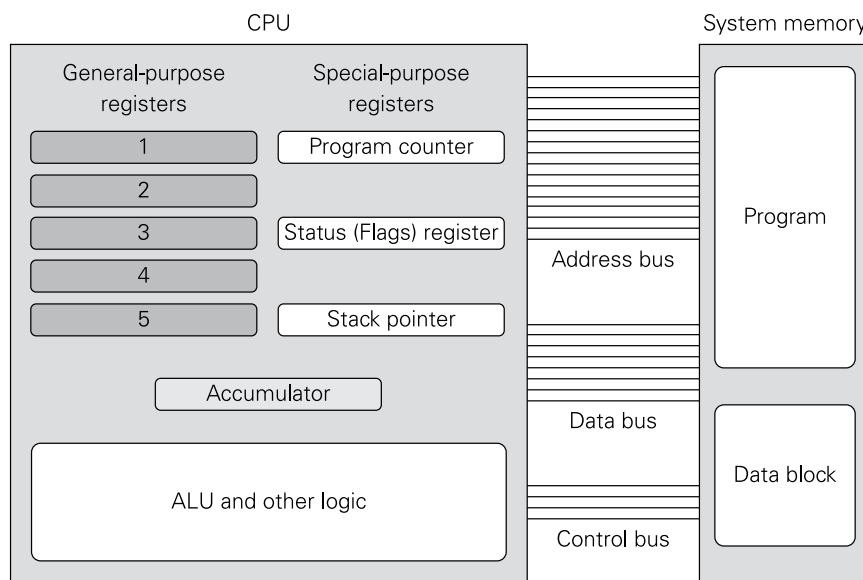 CPU
System memory
General-purpose
registers
Special-purpose
registers
1
Program counter
2
3
Status (Flags) register
4
5
Stack pointer
Accumulator
ALU and other logic
Address bus
Data bus
Control bus
Program
Data block